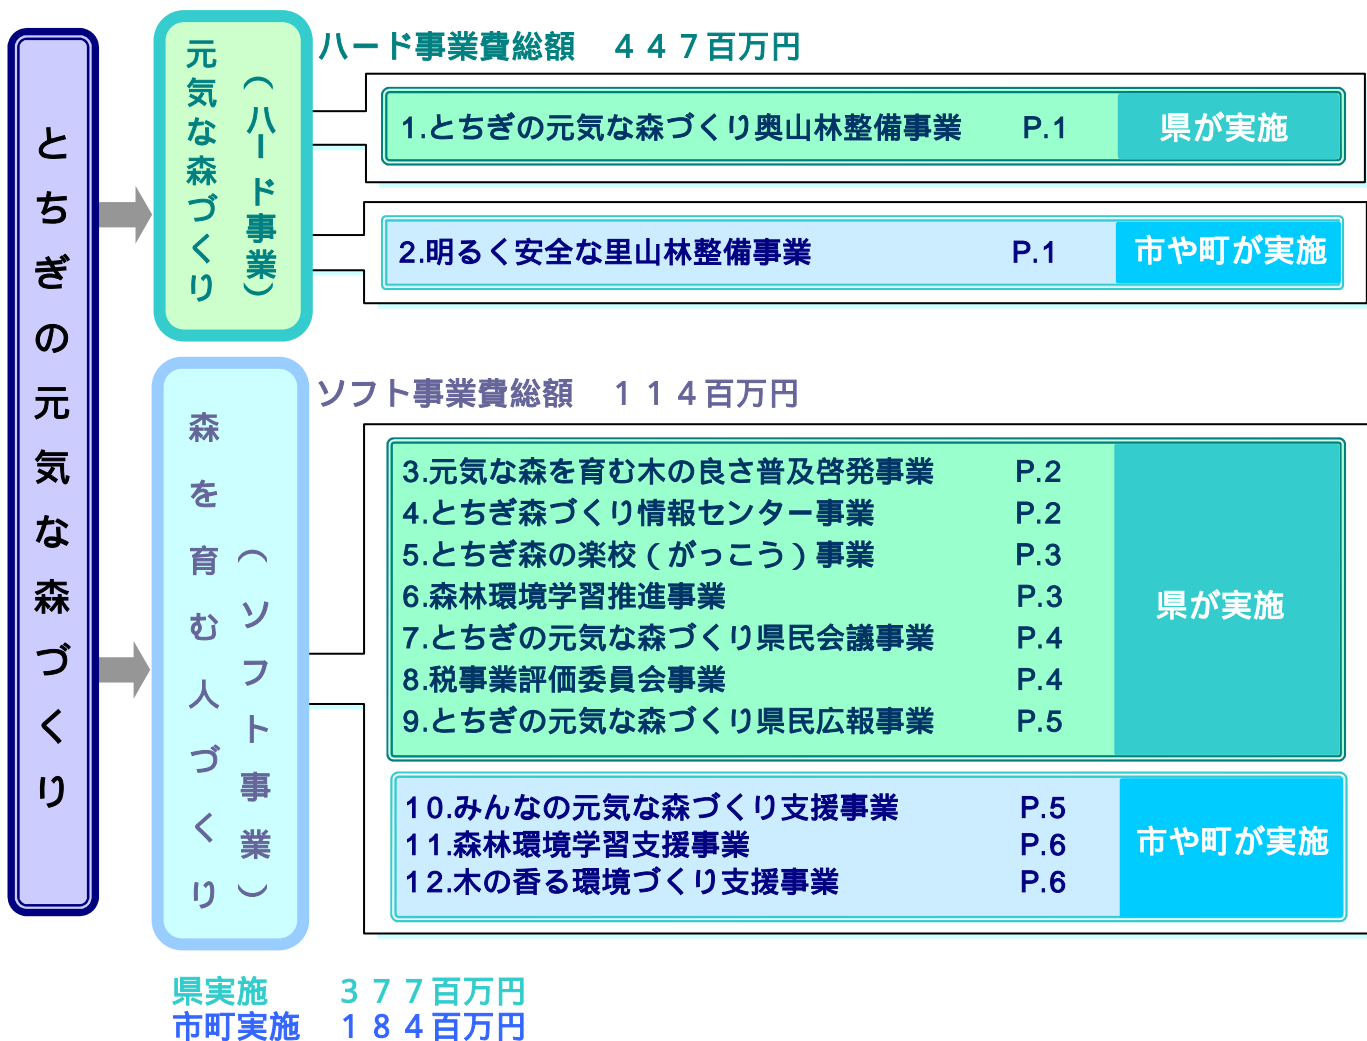 とちぎの元気な森づくり
元気な森づくり
（ハード事業）
ハード事業費総額　４４７百万円
1.とちぎの元気な森づくり奥山林整備事業　P.1　県が実施
2.明るく安全な里山林整備事業　P.1　市や町が実施
森を育む人づくり
（ソフト事業）
ソフト事業費総額　１１４百万円
3.元気な森を育む木の良さ普及啓発事業　P.2
4.とちぎ森づくり情報センター事業　P.2
5.とちぎ森の楽校（がっこう）事業　P.3
6.森林環境学習推進事業　P.3
7.とちぎの元気な森づくり県民会議事業　P.4
8.税事業評価委員会事業　P.4
9.とちぎの元気な森づくり県民広報事業　P.5
県が実施
10.みんなの元気な森づくり支援事業　P.5
11.森林環境学習支援事業　P.6
12.木の香る環境づくり支援事業　P.6
市や町が実施
県実施　３７７百万円
市町実施　１８４百万円